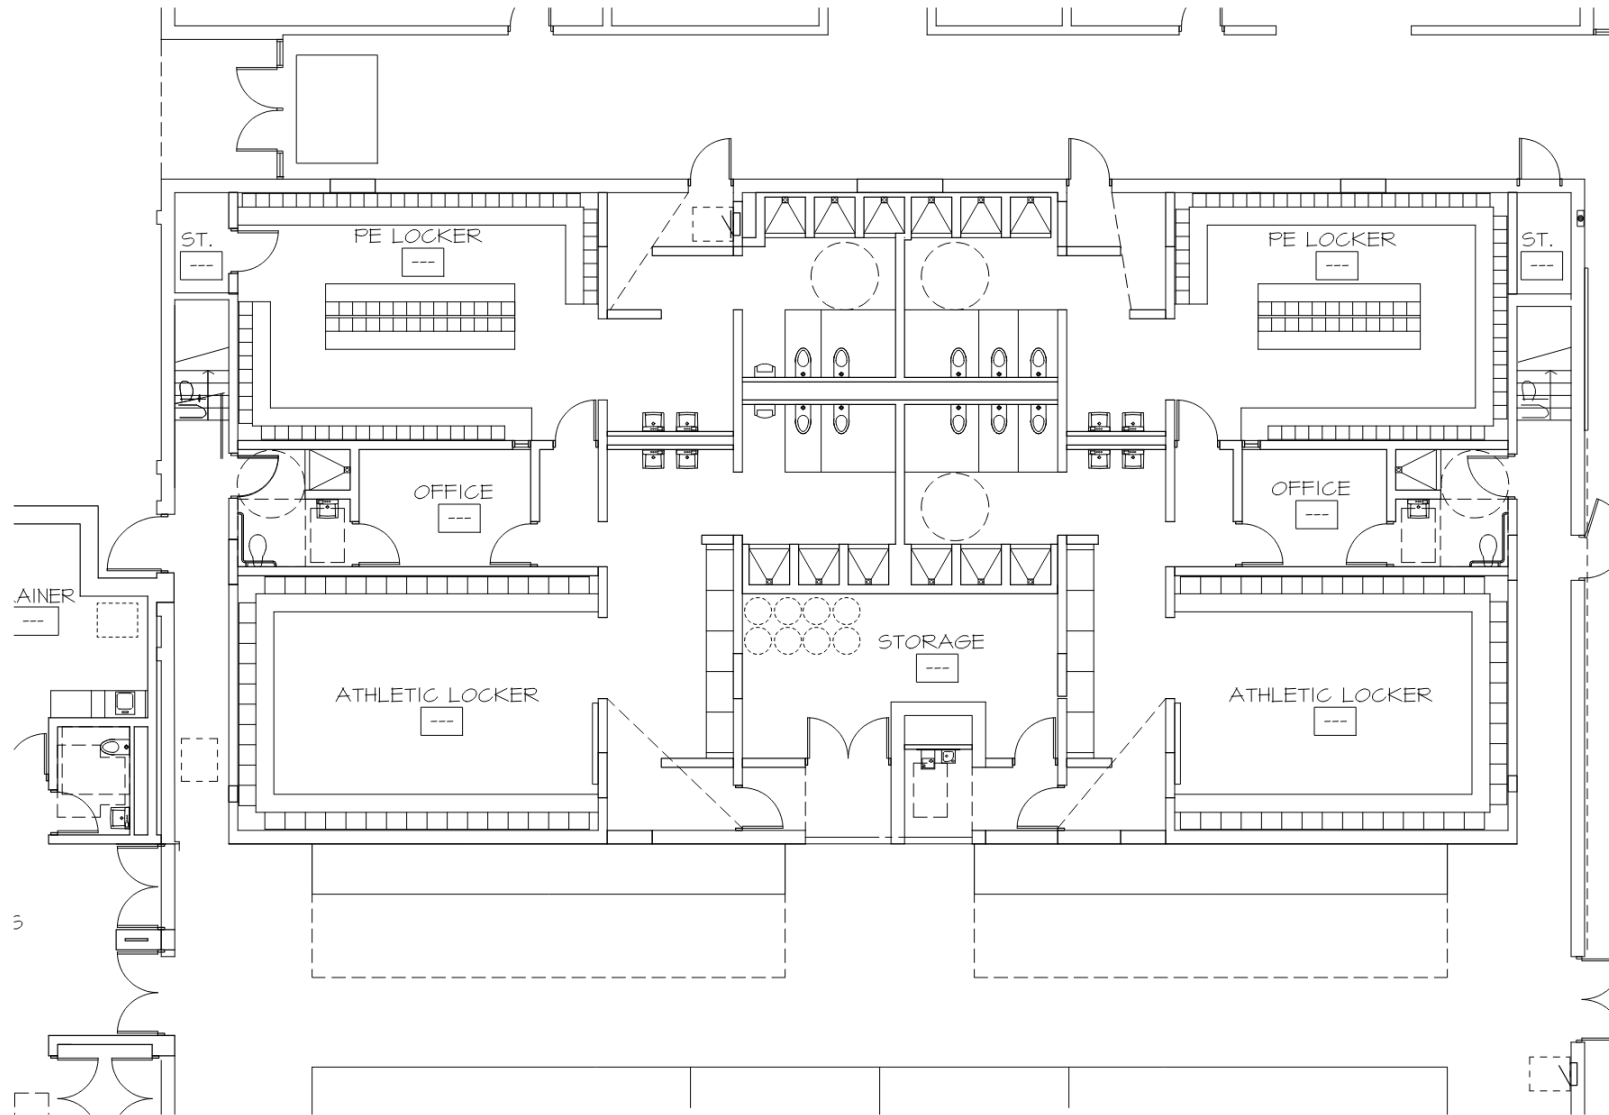 ST.
---
PE LOCKER
---
PE LOCKER
---
ST.
---
OFFICE
---
OFFICE
---
AINER
---
STORAGE
---
ATHLETIC LOCKER
---
ATHLETIC LOCKER
---
S